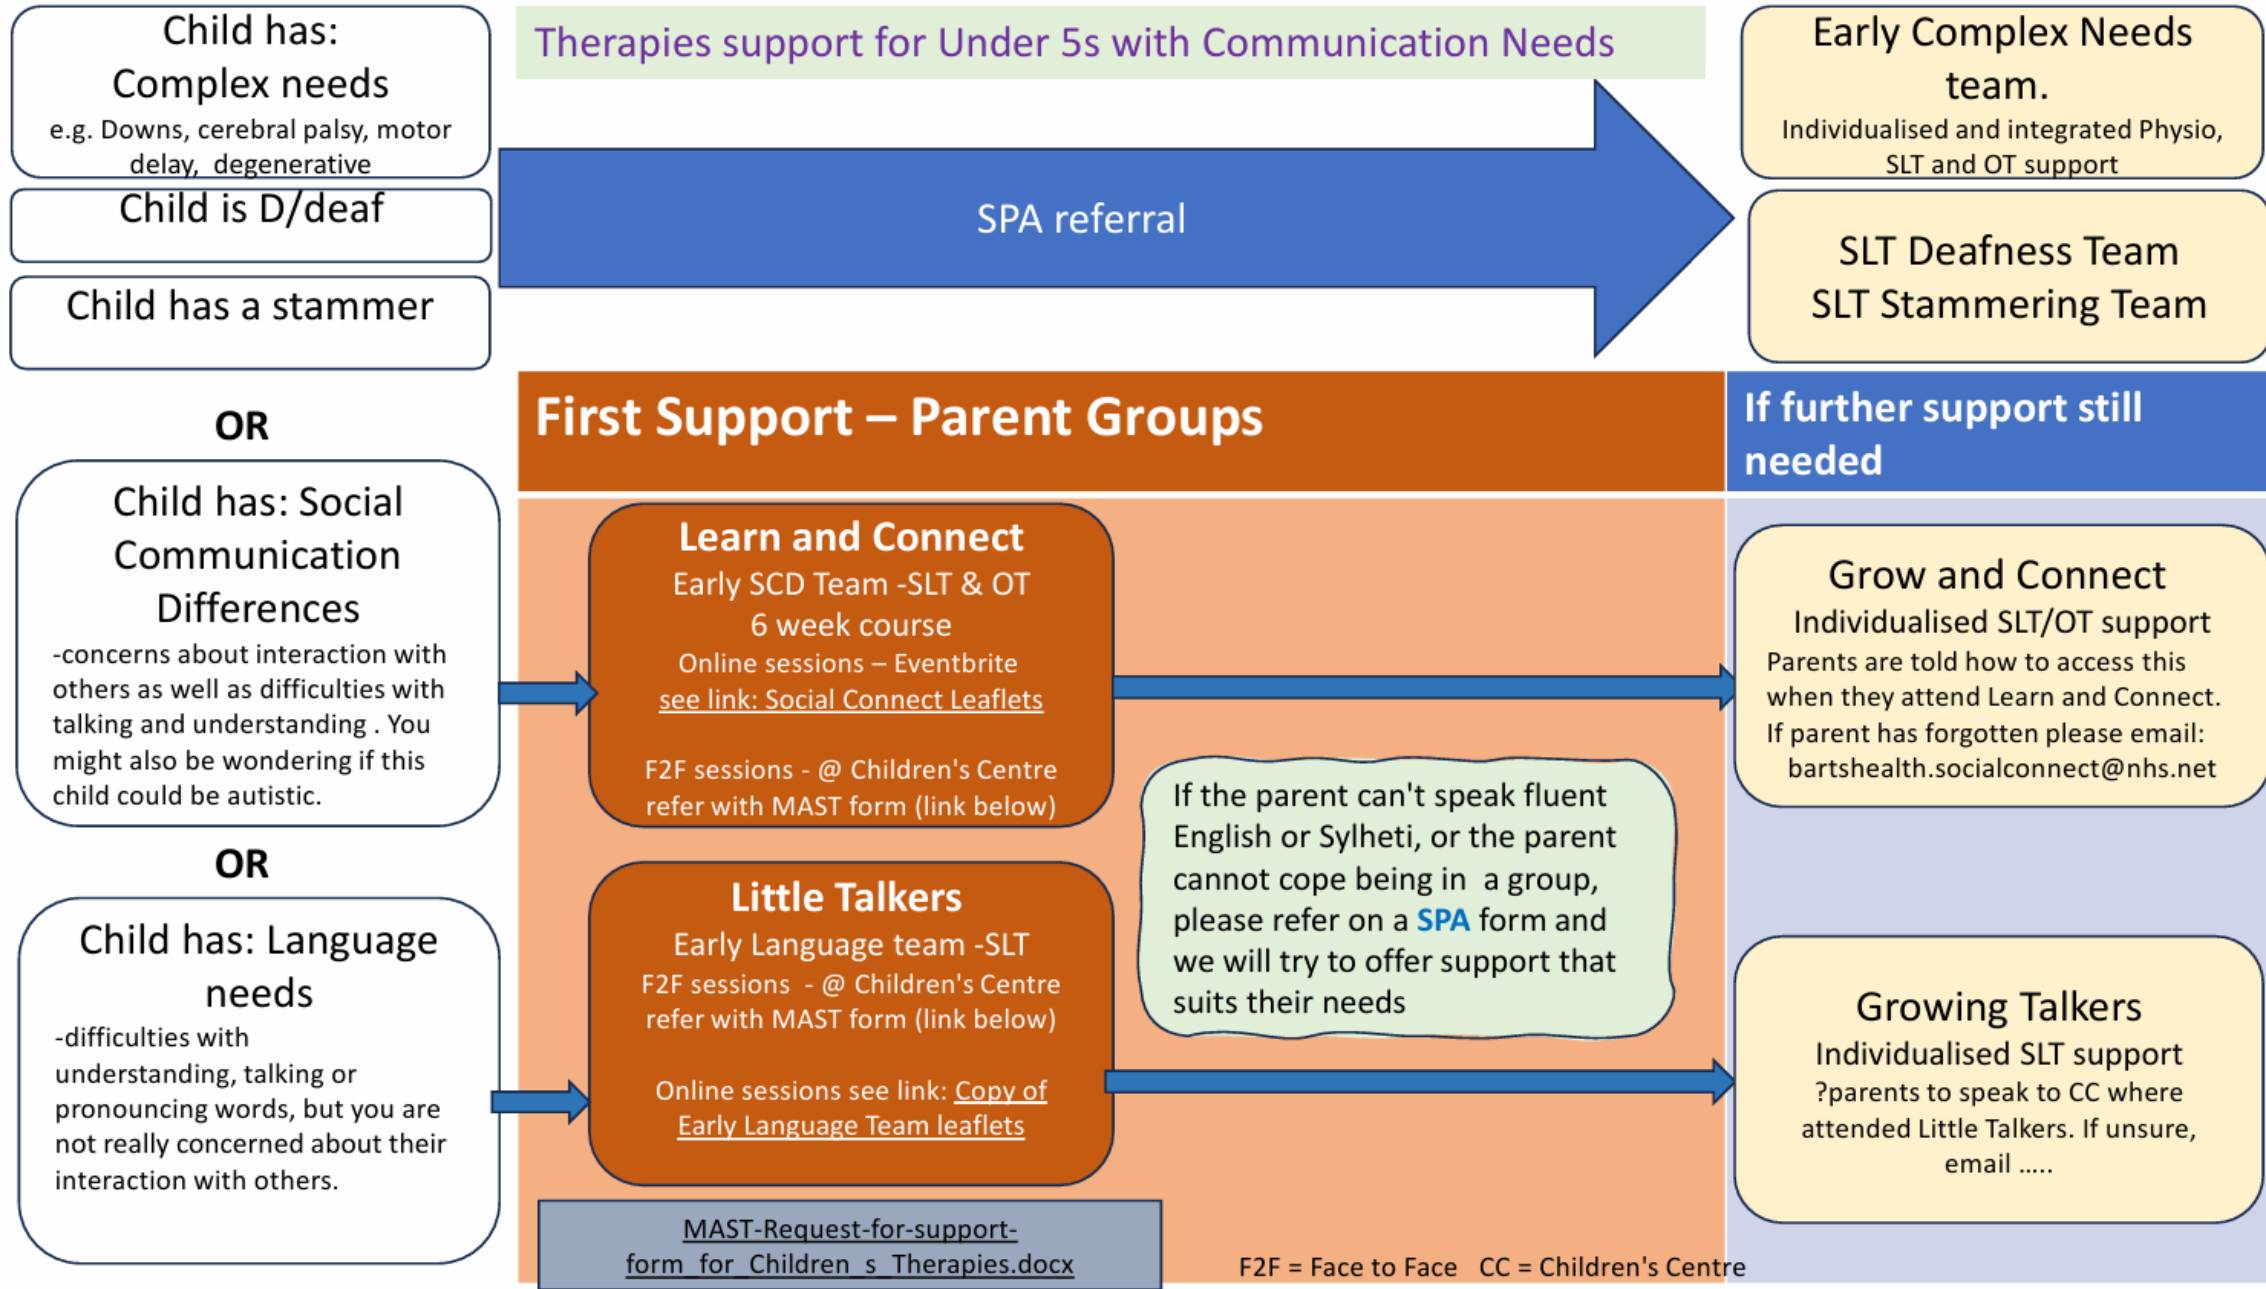 Child has:
Complex needs
e.g. Downs, cerebral palsy, motor
delay, degenerative
Child is D/deaf
Child has a stammer
Therapies support for Under 5s with Communication Needs
SPA referral
Early Complex Needs
team.
Individualised and integrated Physio,
SLT and OT support
SLT Deafness Team
SLT Stammering Team
OR
First Support – Parent Groups
If further support still
needed
Child has: Social
Communication
Differences
-concerns about interaction with
others as well as difficulties with
talking and understanding . You
might also be wondering if this
child could be autistic.
Learn and Connect
Early SCD Team -SLT & OT
6 week course
Online sessions – Eventbrite
see link: Social Connect Leaflets
F2F sessions - @ Children's Centre
refer with MAST form (link below)
Grow and Connect
Individualised SLT/OT support
Parents are told how to access this
when they attend Learn and Connect.
If parent has forgotten please email:
bartshealth.socialconnect@nhs.net
If the parent can't speak fluent
English or Sylheti, or the parent
cannot cope being in a group,
please refer on a SPA form and
we will try to offer support that
suits their needs
OR
Child has: Language
needs
-difficulties with
understanding, talking or
pronouncing words, but you are
not really concerned about their
interaction with others.
Little Talkers
Early Language team -SLT
F2F sessions - @ Children's Centre
refer with MAST form (link below)
Online sessions see link: Copy of
Early Language Team leaflets
Growing Talkers
Individualised SLT support
?parents to speak to CC where
attended Little Talkers. If unsure,
email .....
MAST-Request-for-support-
form_for_Children_s_Therapies.docx
F2F = Face to Face CC = Children's Centre